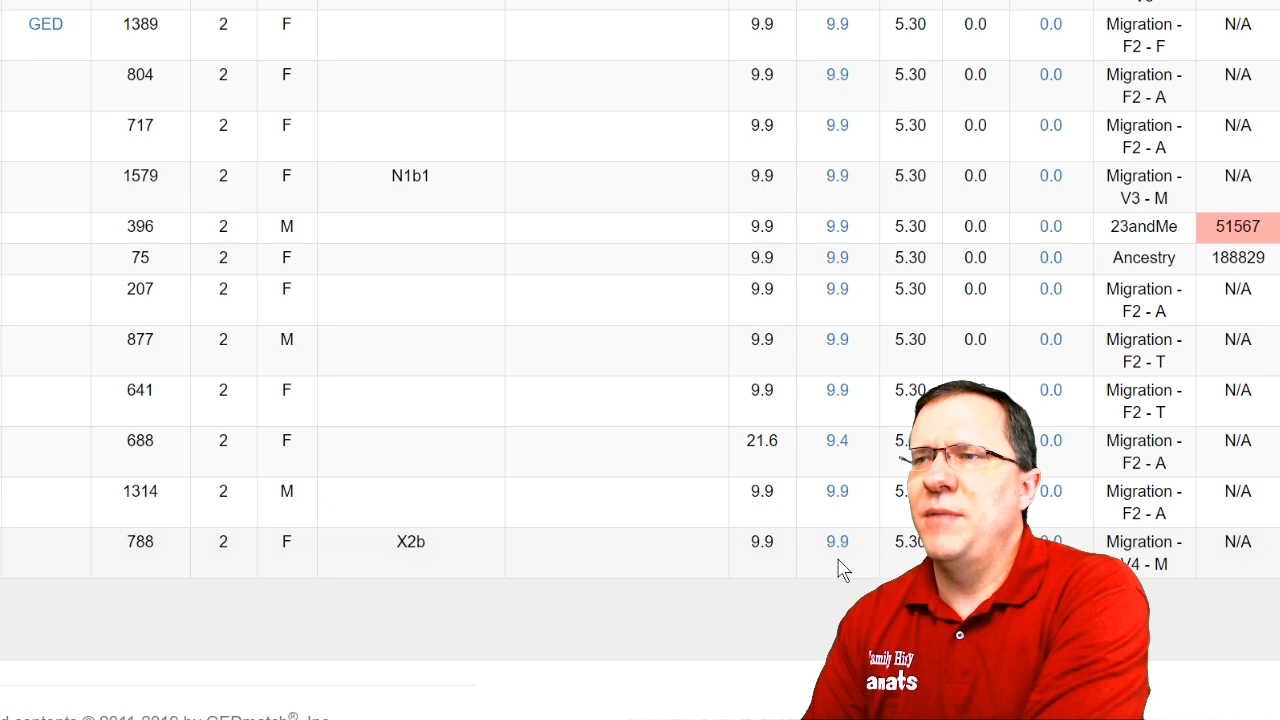 GED 1389 2 F 9.9 9.9 5.30 0.0 0.0 Migration - N/A
F2 - F
804 2 F 9.9 9.9 5.30 0.0 0.0 Migration - N/A
F2 - A
717 2 F 9.9 9.9 5.30 0.0 0.0 Migration - N/A
F2 - A
1579 2 F N1b1 9.9 9.9 5.30 0.0 0.0 Migration - N/A
V3 - M
396 2 M 9.9 9.9 5.30 0.0 0.0 23andMe 51567
75 2 F 9.9 9.9 5.30 0.0 0.0 Ancestry 188829
207 2 F 9.9 9.9 5.30 0.0 0.0 Migration - N/A
F2 - A
877 2 M 9.9 9.9 5.30 0.0 0.0 Migration - N/A
F2 - T
641 2 F 9.9 9.9 5.30 0.0 Migration - N/A
F2 - T
688 2 F 21.6 9.4 0.0 Migration - N/A
F2 - A
1314 2 M 9.9 9.9 0.0 Migration - N/A
F2 - A
788 2 F X2b 9.9 9.9 Migration - N/A
V4 - M
anats
by GEDmatch®, Inc.